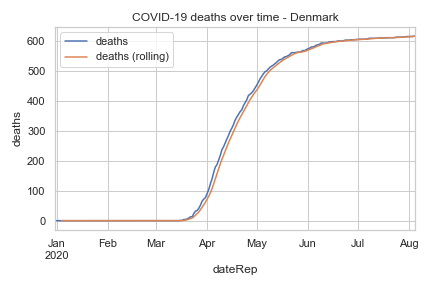 COVID-19 deaths over time - Denmark
deaths
deaths (rolling)
600
500
400
300
200
100
0
deaths
Jan Feb Mar Apr May Jun Jul Aug
2020
dateRep